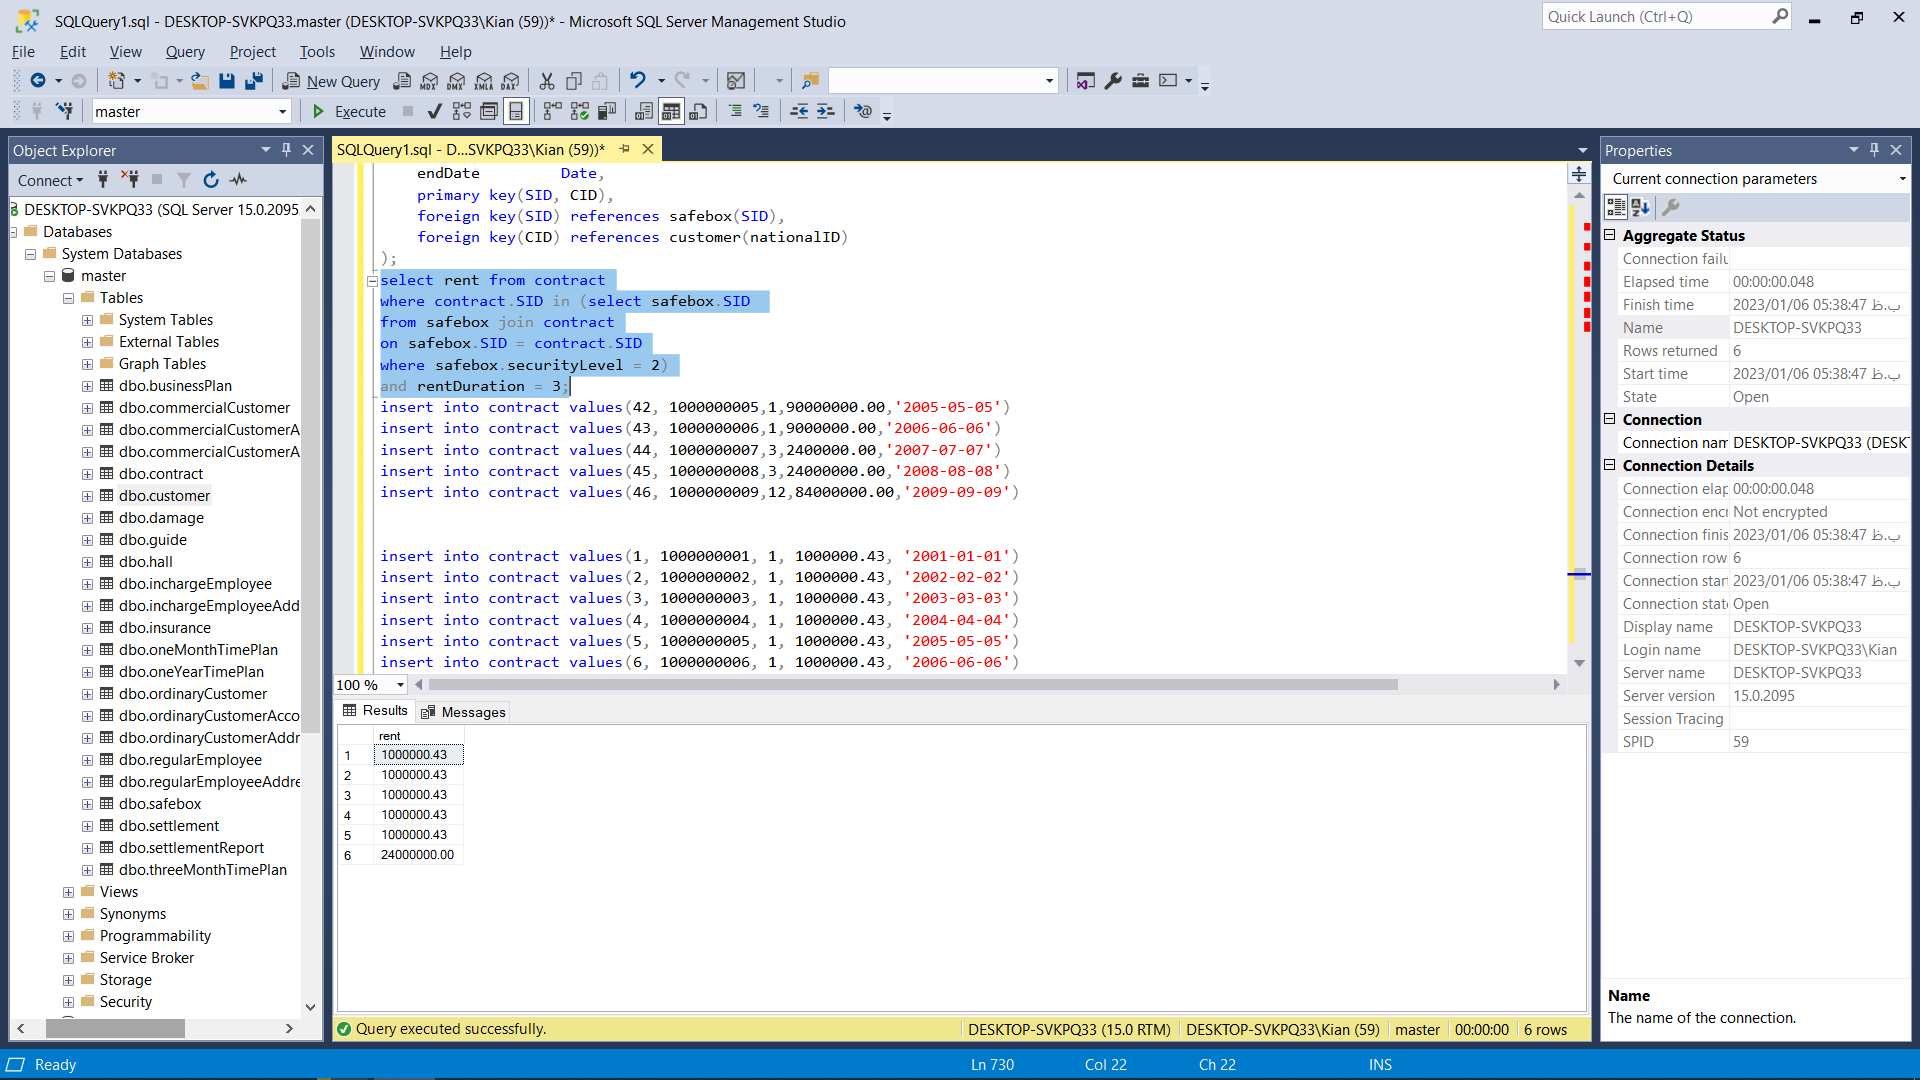 SQLQuery1.sql - DESKTOP-SVKPQ33.master (DESKTOP-SVKPQ33\Kian (59))* - Microsoft SQL Server Management Studio
Quick Launch (Ctrl+Q)
File Edit View Query Project Tools Window Help
New Query MDX DMX XMLA DAX
master Execute
Object Explorer
Connect
DESKTOP-SVKPQ33 (SQL Server 15.0.2095
Databases
System Databases
master
Tables
System Tables
External Tables
Graph Tables
dbo.businessPlan
dbo.commercialCustomer
dbo.commercialCustomerA
dbo.commercialCustomerA
dbo.contract
dbo.customer
dbo.damage
dbo.guide
dbo.hall
dbo.inchargeEmployee
dbo.inchargeEmployeeAdd
dbo.insurance
dbo.oneMonthTimePlan
dbo.oneYearTimePlan
dbo.ordinaryCustomer
dbo.ordinaryCustomerAcco
dbo.ordinaryCustomerAddr
dbo.regularEmployee
dbo.regularEmployeeAddre
dbo.safebox
dbo.settlement
dbo.settlementReport
dbo.threeMonthTimePlan
Views
Synonyms
Programmability
Service Broker
Storage
Security
SQLQuery1.sql - D...SVKPQ33\Kian (59))*
endDate Date,
primary key(SID, CID),
foreign key(SID) references safebox(SID),
foreign key(CID) references customer(nationalID)
);
select rent from contract
where contract.SID in (select safebox.SID
from safebox join contract
on safebox.SID = contract.SID
where safebox.securityLevel = 2)
and rentDuration = 3;
insert into contract values(42, 1000000005,1,90000000.00,'2005-05-05')
insert into contract values(43, 1000000006,1,9000000.00,'2006-06-06')
insert into contract values(44, 1000000007,3,2400000.00,'2007-07-07')
insert into contract values(45, 1000000008,3,24000000.00,'2008-08-08')
insert into contract values(46, 1000000009,12,84000000.00,'2009-09-09')
insert into contract values(1, 1000000001, 1, 1000000.43, '2001-01-01')
insert into contract values(2, 1000000002, 1, 1000000.43, '2002-02-02')
insert into contract values(3, 1000000003, 1, 1000000.43, '2003-03-03')
insert into contract values(4, 1000000004, 1, 1000000.43, '2004-04-04')
insert into contract values(5, 1000000005, 1, 1000000.43, '2005-05-05')
insert into contract values(6, 1000000006, 1, 1000000.43, '2006-06-06')
100 %
Results Messages
rent
1 1000000.43
2 1000000.43
3 1000000.43
4 1000000.43
5 1000000.43
6 24000000.00
Query executed successfully. DESKTOP-SVKPQ33 (15.0 RTM) DESKTOP-SVKPQ33\Kian (59) master 00:00:00 6 rows
Properties
Current connection parameters
Aggregate Status
Connection failu
Elapsed time 00:00:00.048
Finish time 2023/01/06 05:38:47 ب.ظ
Name DESKTOP-SVKPQ33
Rows returned 6
Start time 2023/01/06 05:38:47 ب.ظ
State Open
Connection
Connection nam DESKTOP-SVKPQ33 (DESK
Connection Details
Connection elap 00:00:00.048
Connection encr Not encrypted
Connection finis 2023/01/06 05:38:47 ب.ظ
Connection row 6
Connection start 2023/01/06 05:38:47 ب.ظ
Connection stat Open
Display name DESKTOP-SVKPQ33
Login name DESKTOP-SVKPQ33\Kian
Server name DESKTOP-SVKPQ33
Server version 15.0.2095
Session Tracing
SPID 59
Name
The name of the connection.
Ready Ln 730 Col 22 Ch 22 INS